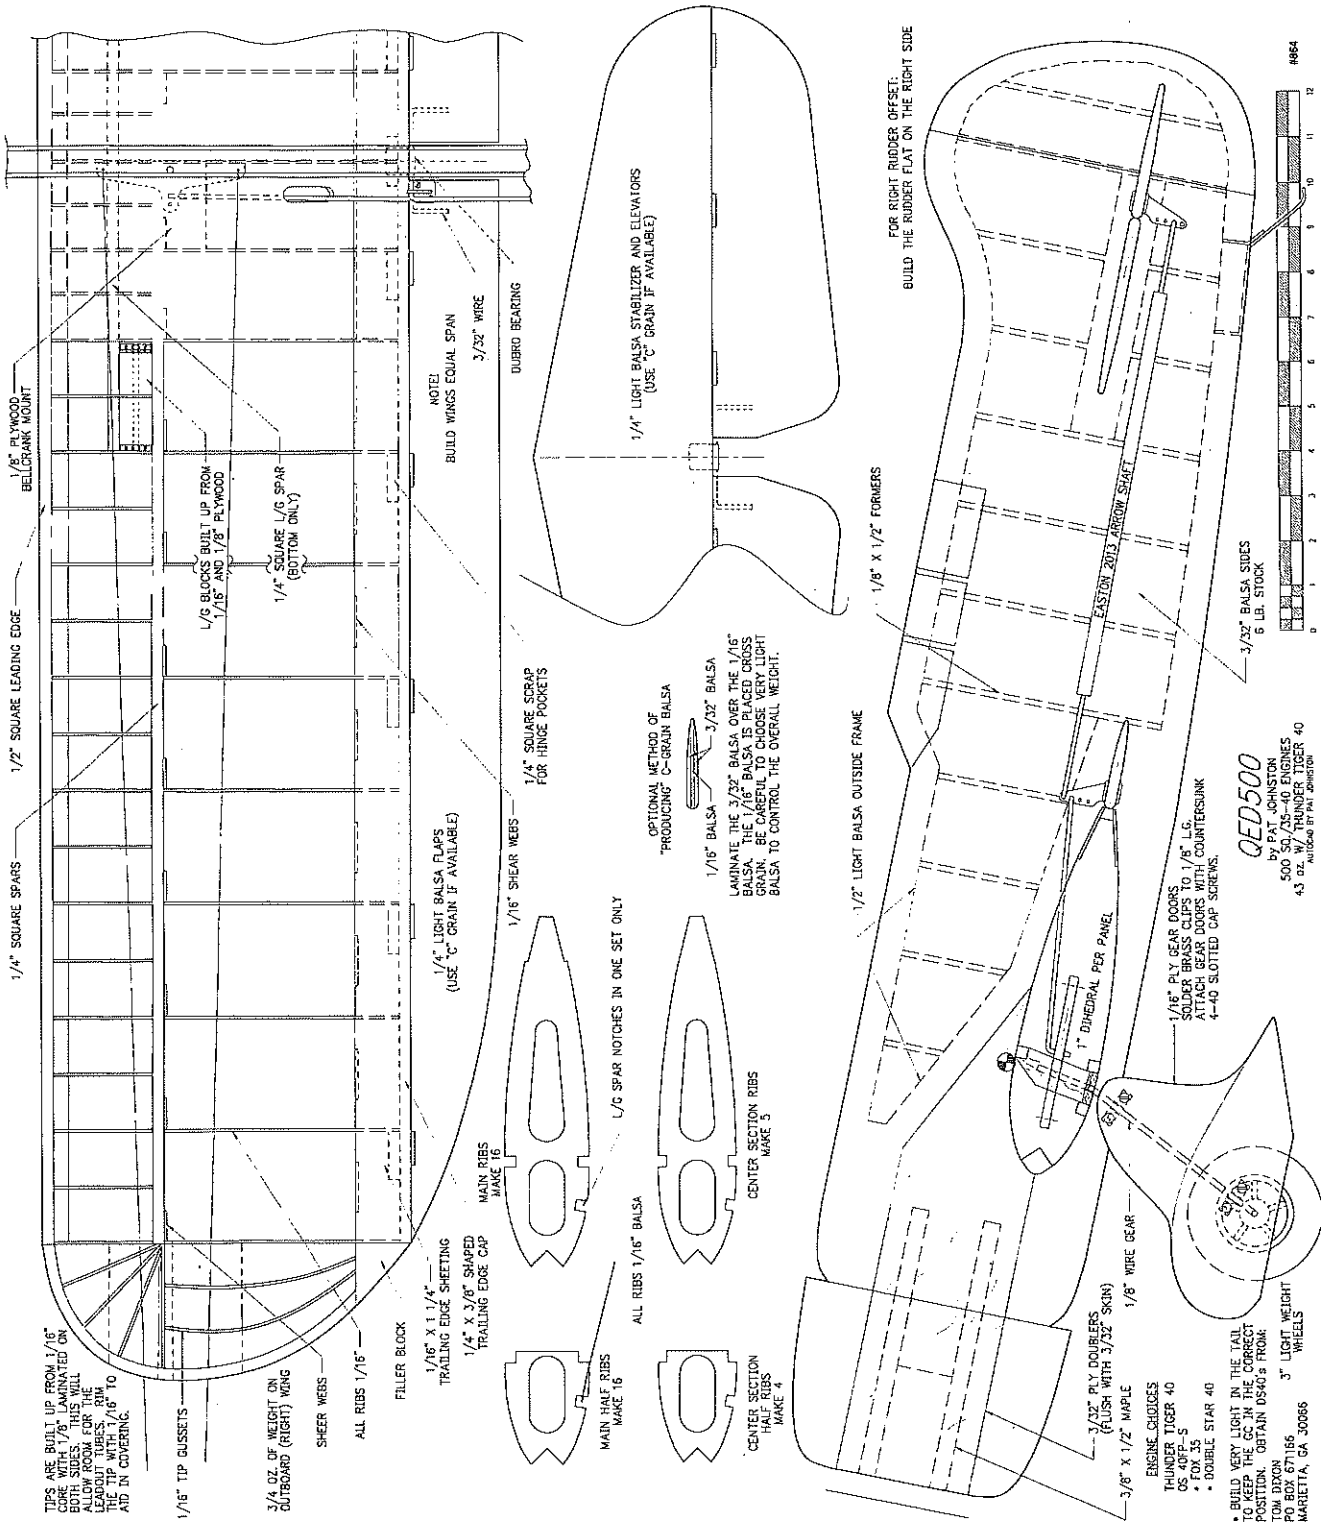 1/8" PLYWOOD
BELLCRANK MOUNT
1/2" SQUARE LEADING EDGE
1/4" SQUARE SPARS
L/G BLOCKS BUILT UP FROM
1/16" AND 1/8" PLYWOOD
1/4" SQUARE L/G SPAR
(BOTTOM ONLY)
NOTE!
BUILD WINGS EQUAL SPAN
3/32" WIRE
DUBRO BEARING
1/4" SQUARE SCRAP
FOR HINGE POCKETS
1/16" SHEAR WEBS
1/4" LIGHT BALSA FLAPS
(USE "C" GRAIN IF AVAILABLE)
TIPS ARE BUILT UP FROM 1/16"
CORE WITH 1/8" LAMINATED ON
BOTH SIDES. THIS WILL
ALLOW ROOM FOR THE
LEADOUT TUBES. RIM
THE TIP WITH 1/16" TO
AID IN COVERING.
1/16" TIP GUSSETS
3/4 OZ. OF WEIGHT ON
OUTBOARD (RIGHT) WING
SHEER WEBS
ALL RIBS 1/16"
FILLER BLOCK
1/16" X 1 1/4"
TRAILING EDGE SHEETING
1/4" X 3/8" SHAPED
TRAILING EDGE CAP
MAIN RIBS
MAKE 16
L/G SPAR NOTCHES IN ONE SET ONLY
MAIN HALF RIBS
MAKE 16
ALL RIBS 1/16" BALSA
CENTER SECTION RIBS
MAKE 5
CENTER SECTION
HALF RIBS
MAKE 4
1/4" LIGHT BALSA STABILIZER AND ELEVATORS
(USE "C" GRAIN IF AVAILABLE)
OPTIONAL METHOD OF
"PRODUCING" C-GRAIN BALSA
1/16" BALSA
3/32" BALSA
LAMINATE THE 3/32" BALSA OVER THE 1/16"
BALSA. THE 1/16" BALSA IS PLACED CROSS
GRAIN. BE CAREFUL TO CHOOSE VERY LIGHT
BALSA TO CONTROL THE OVERALL WEIGHT.
FOR RIGHT RUDDER OFFSET:
BUILD THE RUDDER FLAT ON THE RIGHT SIDE
1/8" X 1/2" FORMERS
1/2" LIGHT BALSA OUTSIDE FRAME
EASTON 2013 ARROW SHAFT
1" DIHEDRAL PER PANEL
3/32" BALSA SIDES
6 LB. STOCK
1/16" PLY GEAR DOORS
SOLDER BRASS CLIPS TO 1/8" L.G.
ATTACH GEAR DOORS WITH COUNTERSUNK
4-40 SLOTTED CAP SCREWS.
1/8" WIRE GEAR
3/32" PLY DOUBLERS
(FLUSH WITH 3/32" SKIN)
3/8" X 1/2" MAPLE
3" LIGHT WEIGHT
WHEELS
ENGINE CHOICES
THUNDER TIGER 40
OS 40FP-S
* FOX 35
* DOUBLE STAR 40
* BUILD VERY LIGHT IN THE TAIL
TO KEEP THE GC IN THE CORRECT
POSITION. OBTAIN DS40's FROM:
TOM DIXON
PO BOX 671166
MARIETTA, GA 30066
QED500
by PAT JOHNSTON
500 SQ./35-40 ENGINES
43 oz. W/ THUNDER TIGER 40
AUTOCAD BY PAT JOHNSTON
0 1 2 3 4 5 6 7 8 9 10 11 12
#864